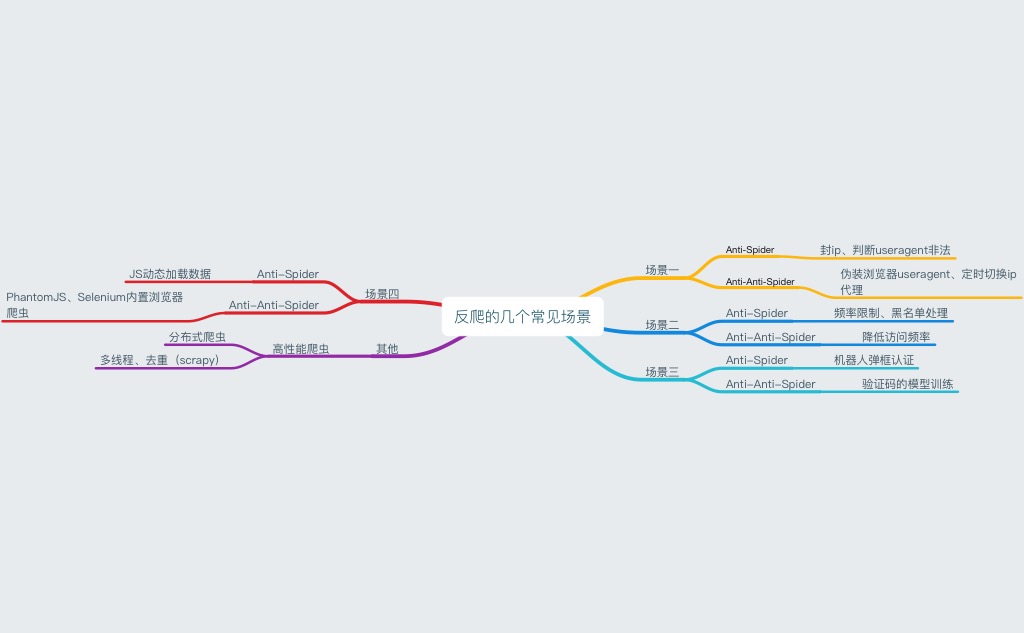 反爬的几个常见场景
场景一
Anti-Spider
封ip、判断useragent非法
Anti-Anti-Spider
伪装浏览器useragent、定时切换ip
代理
场景二
Anti-Spider
频率限制、黑名单处理
Anti-Anti-Spider
降低访问频率
场景三
Anti-Spider
机器人弹框认证
Anti-Anti-Spider
验证码的模型训练
场景四
Anti-Spider
JS动态加载数据
Anti-Anti-Spider
PhantomJS、Selenium内置浏览器
爬虫
其他
高性能爬虫
分布式爬虫
多线程、去重（scrapy）